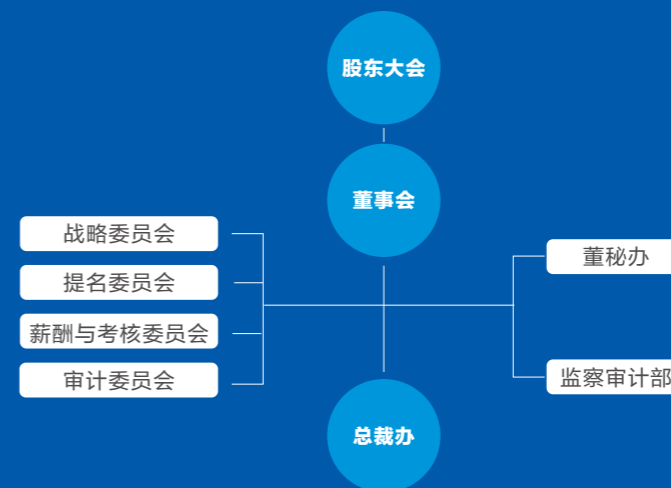 股东大会
董事会
战略委员会
提名委员会
薪酬与考核委员会
审计委员会
董秘办
监察审计部
总裁办